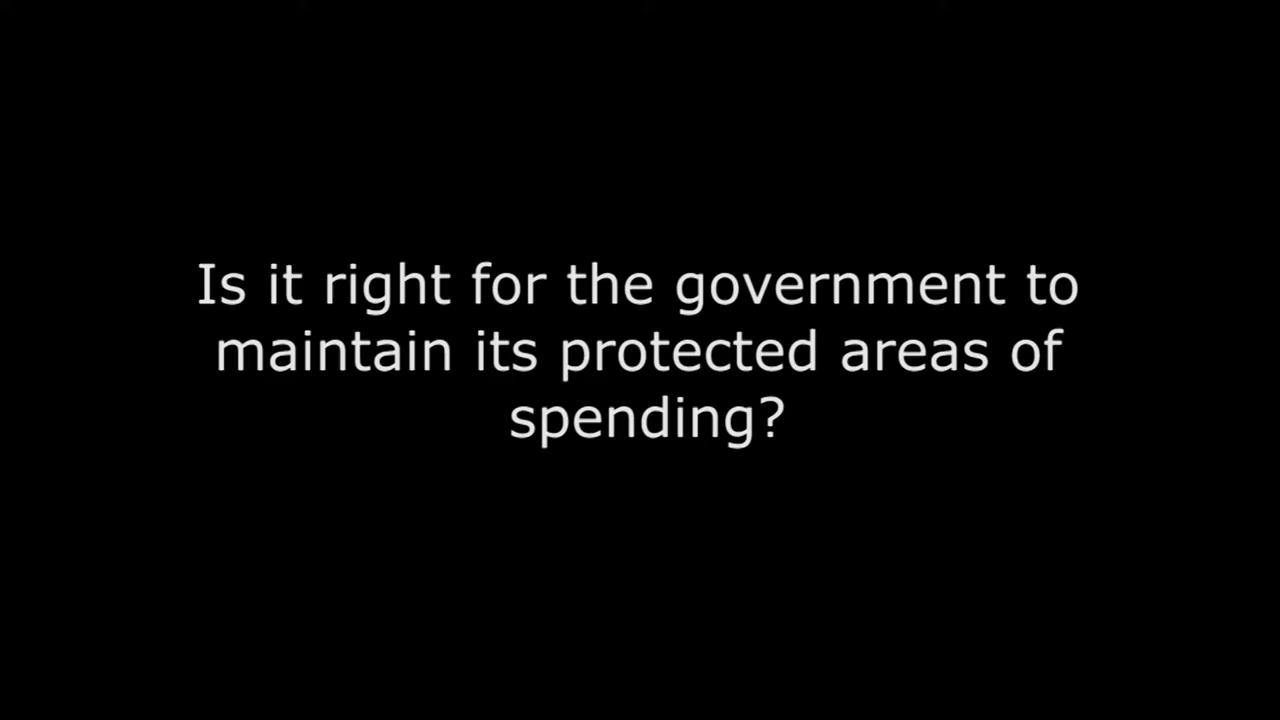 Is it right for the government to
maintain its protected areas of
spending?